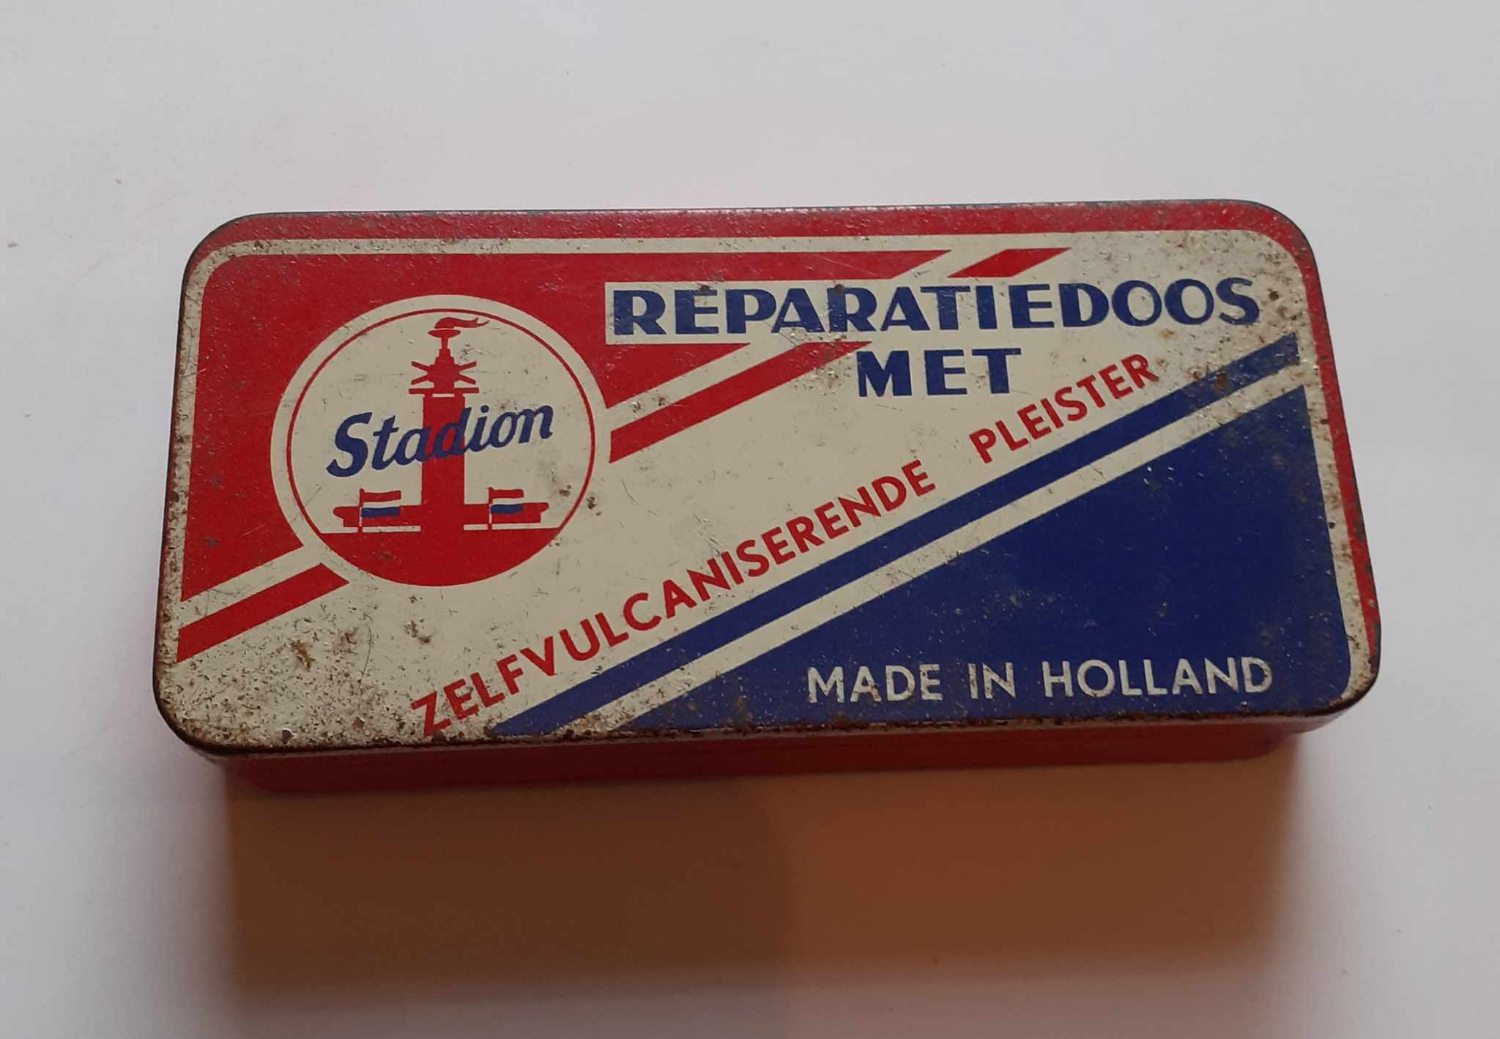 Stadion
REPARATIEDOOS
MET
ZELFVULCANISERENDE PLEISTER
MADE IN HOLLAND